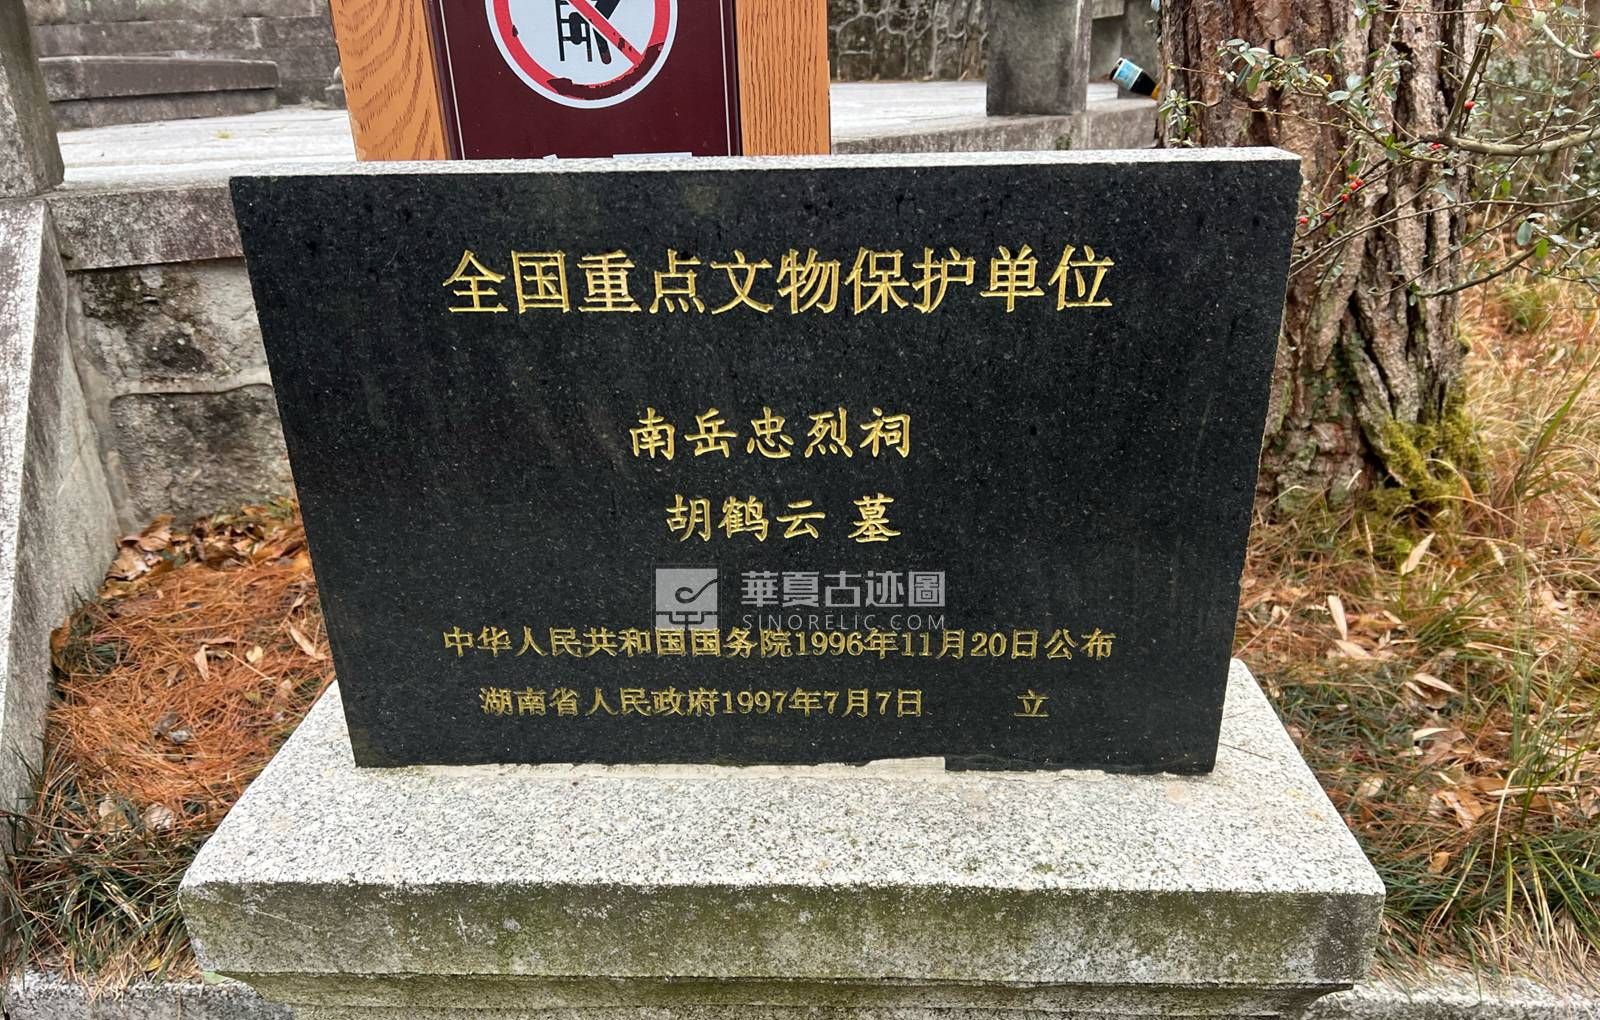 全国重点文物保护单位
南岳忠烈祠
胡鹤云 墓
華夏古迹圖
SINORELIC.COM
中华人民共和国国务院1996年11月20日公布
湖南省人民政府1997年7月7日 立